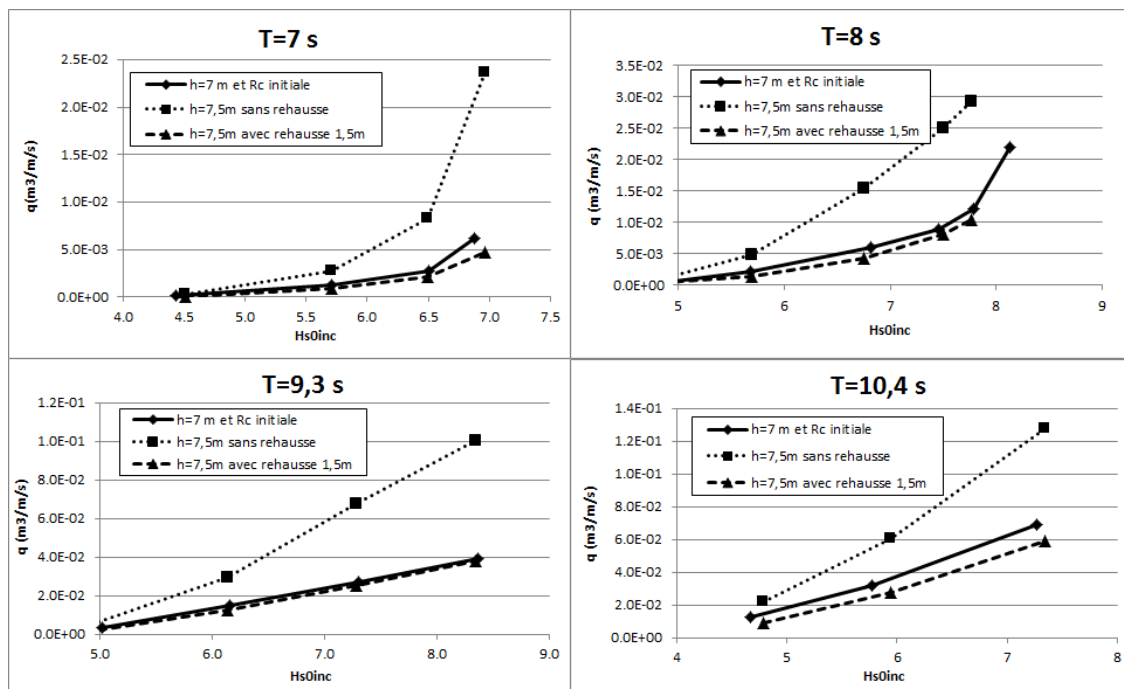 T=7 s
2.5E-02
2.0E-02
1.5E-02
1.0E-02
5.0E-03
0.0E+00
q(m3/m/s)
h=7 m et Rc initiale
h=7,5m sans rehausse
h=7,5m avec rehausse 1,5m
4.0 4.5 5.0 5.5 6.0 6.5 7.0 7.5
Hs0inc
T=8 s
3.5E-02
3.0E-02
2.5E-02
2.0E-02
1.5E-02
1.0E-02
5.0E-03
0.0E+00
q (m3/m/s)
h=7 m et Rc initiale
h=7,5m sans rehausse
h=7,5m avec rehausse 1,5m
5 6 7 8 9
Hs0inc
T=9,3 s
1.2E-01
1.0E-01
8.0E-02
6.0E-02
4.0E-02
2.0E-02
0.0E+00
q (m3/m/s)
h=7 m et Rc initiale
h=7,5m sans rehausse
h=7,5m avec rehausse 1,5m
5.0 6.0 7.0 8.0 9.0
Hs0inc
T=10,4 s
1.4E-01
1.2E-01
1.0E-01
8.0E-02
6.0E-02
4.0E-02
2.0E-02
0.0E+00
q (m3/m/s)
h=7 m et Rc initiale
h=7,5m sans rehausse
h=7,5m avec rehausse 1,5m
4 5 6 7 8
Hs0inc